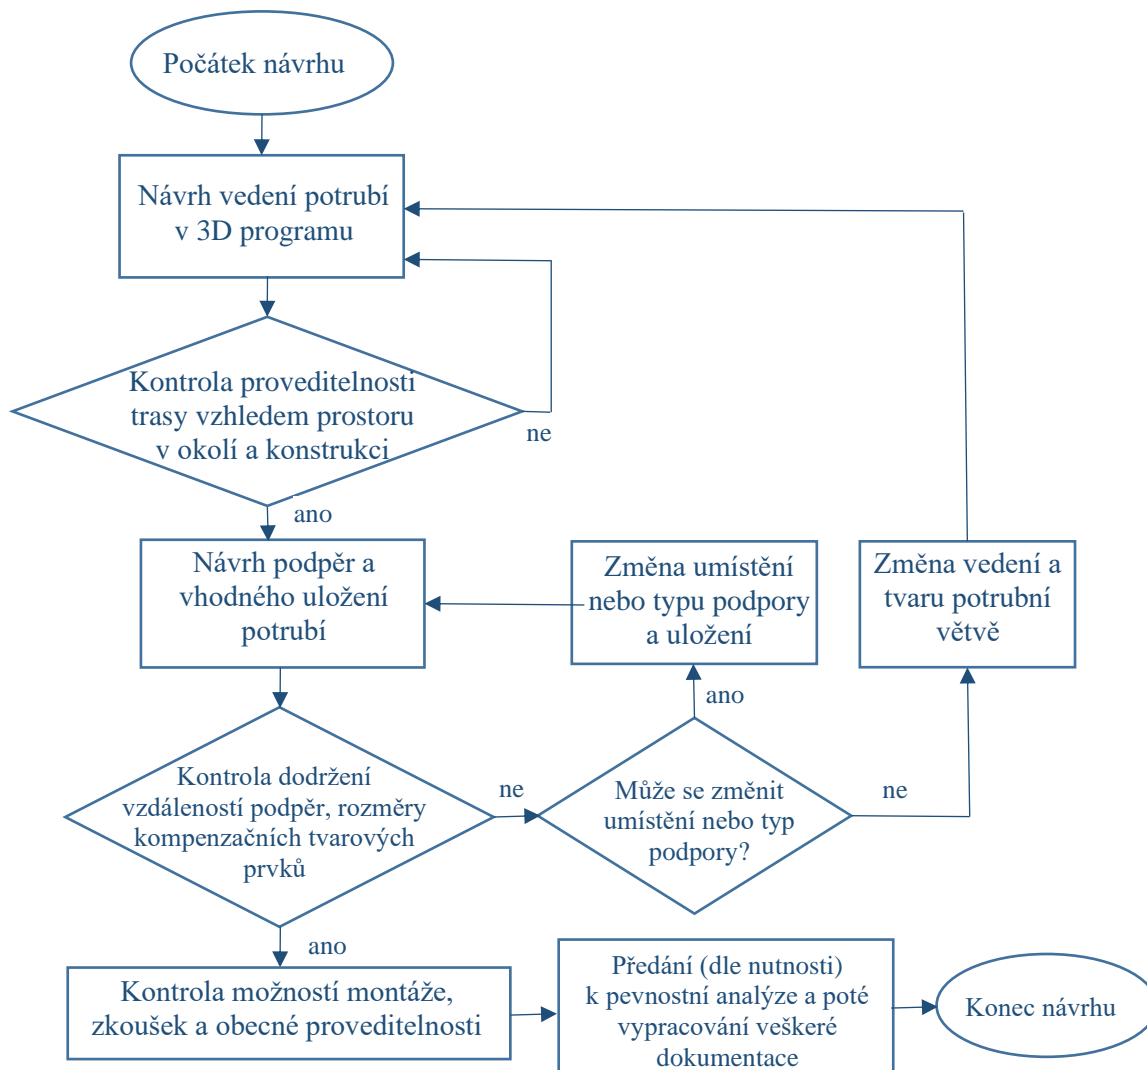 Počátek návrhu
Návrh vedení potrubí
v 3D programu
Kontrola proveditelnosti
trasy vzhledem prostoru
v okolí a konstrukci
ne
ano
Návrh podpěr a
vhodného uložení
potrubí
Změna umístění
nebo typu podpory
a uložení
Změna vedení a
tvaru potrubní
větvě
ano
Kontrola dodržení
vzdáleností podpěr, rozměry
kompenzačních tvarových
prvků
ne
Může se změnit
umístění nebo typ
podpory?
ne
ano
Kontrola možností montáže,
zkoušek a obecné proveditelnosti
Předání (dle nutnosti)
k pevnostní analýze a poté
vypracování veškeré
dokumentace
Konec návrhu